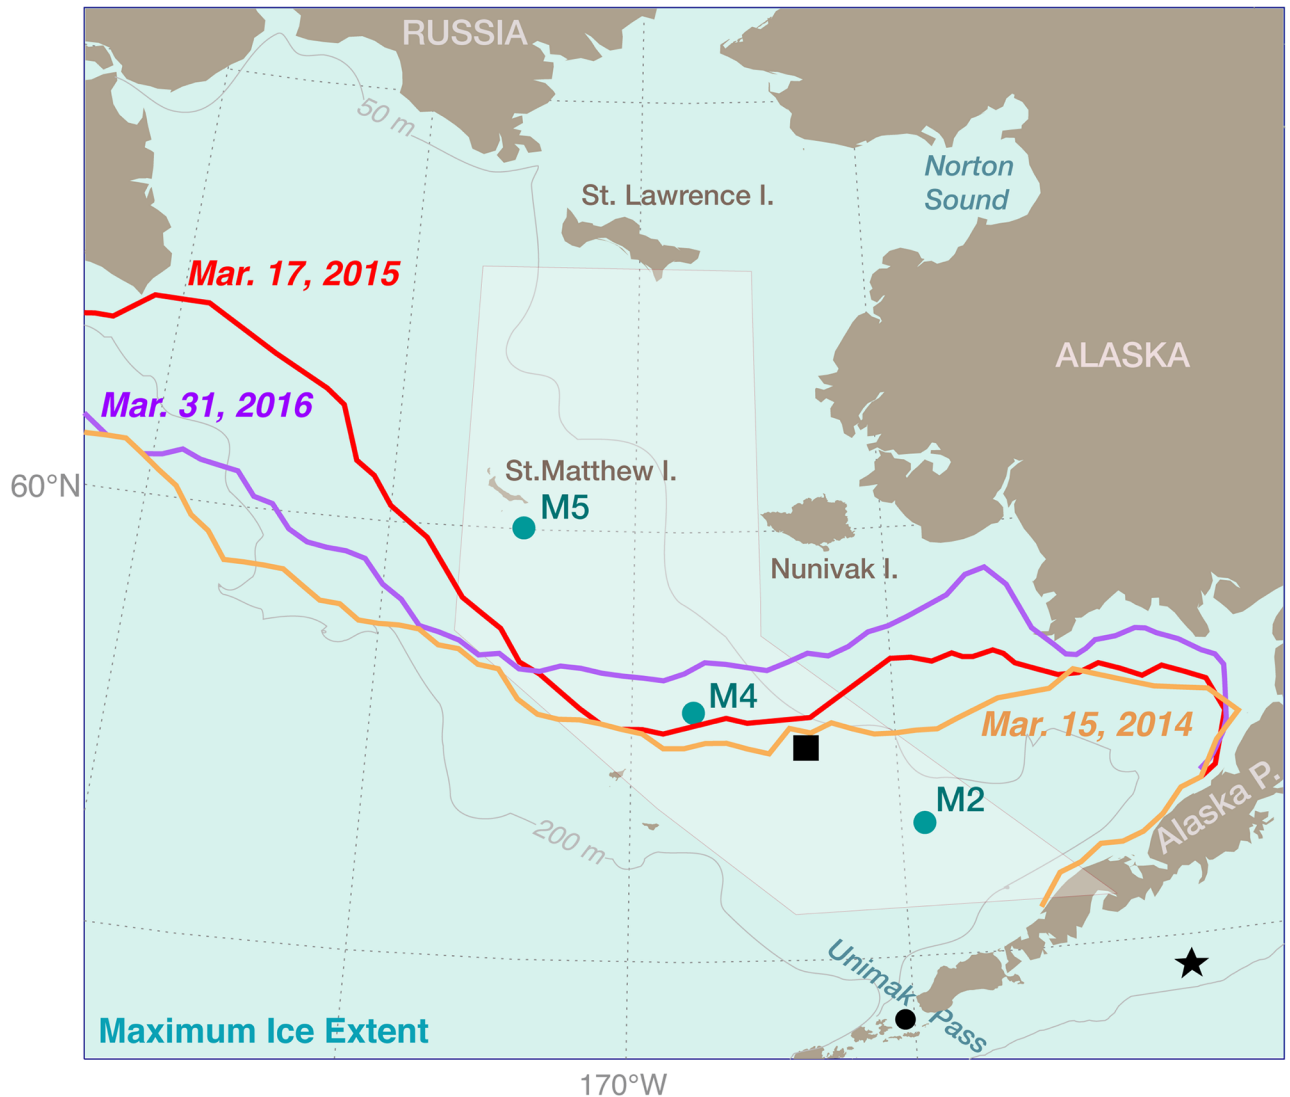 RUSSIA
50 m
Norton
Sound
St. Lawrence I.
Mar. 17, 2015
ALASKA
Mar. 31, 2016
St.Matthew I.
60°N
M5
Nunivak I.
M4
Mar. 15, 2014
M2
Alaska P.
200 m
Unimak Pass
Maximum Ice Extent
170°W